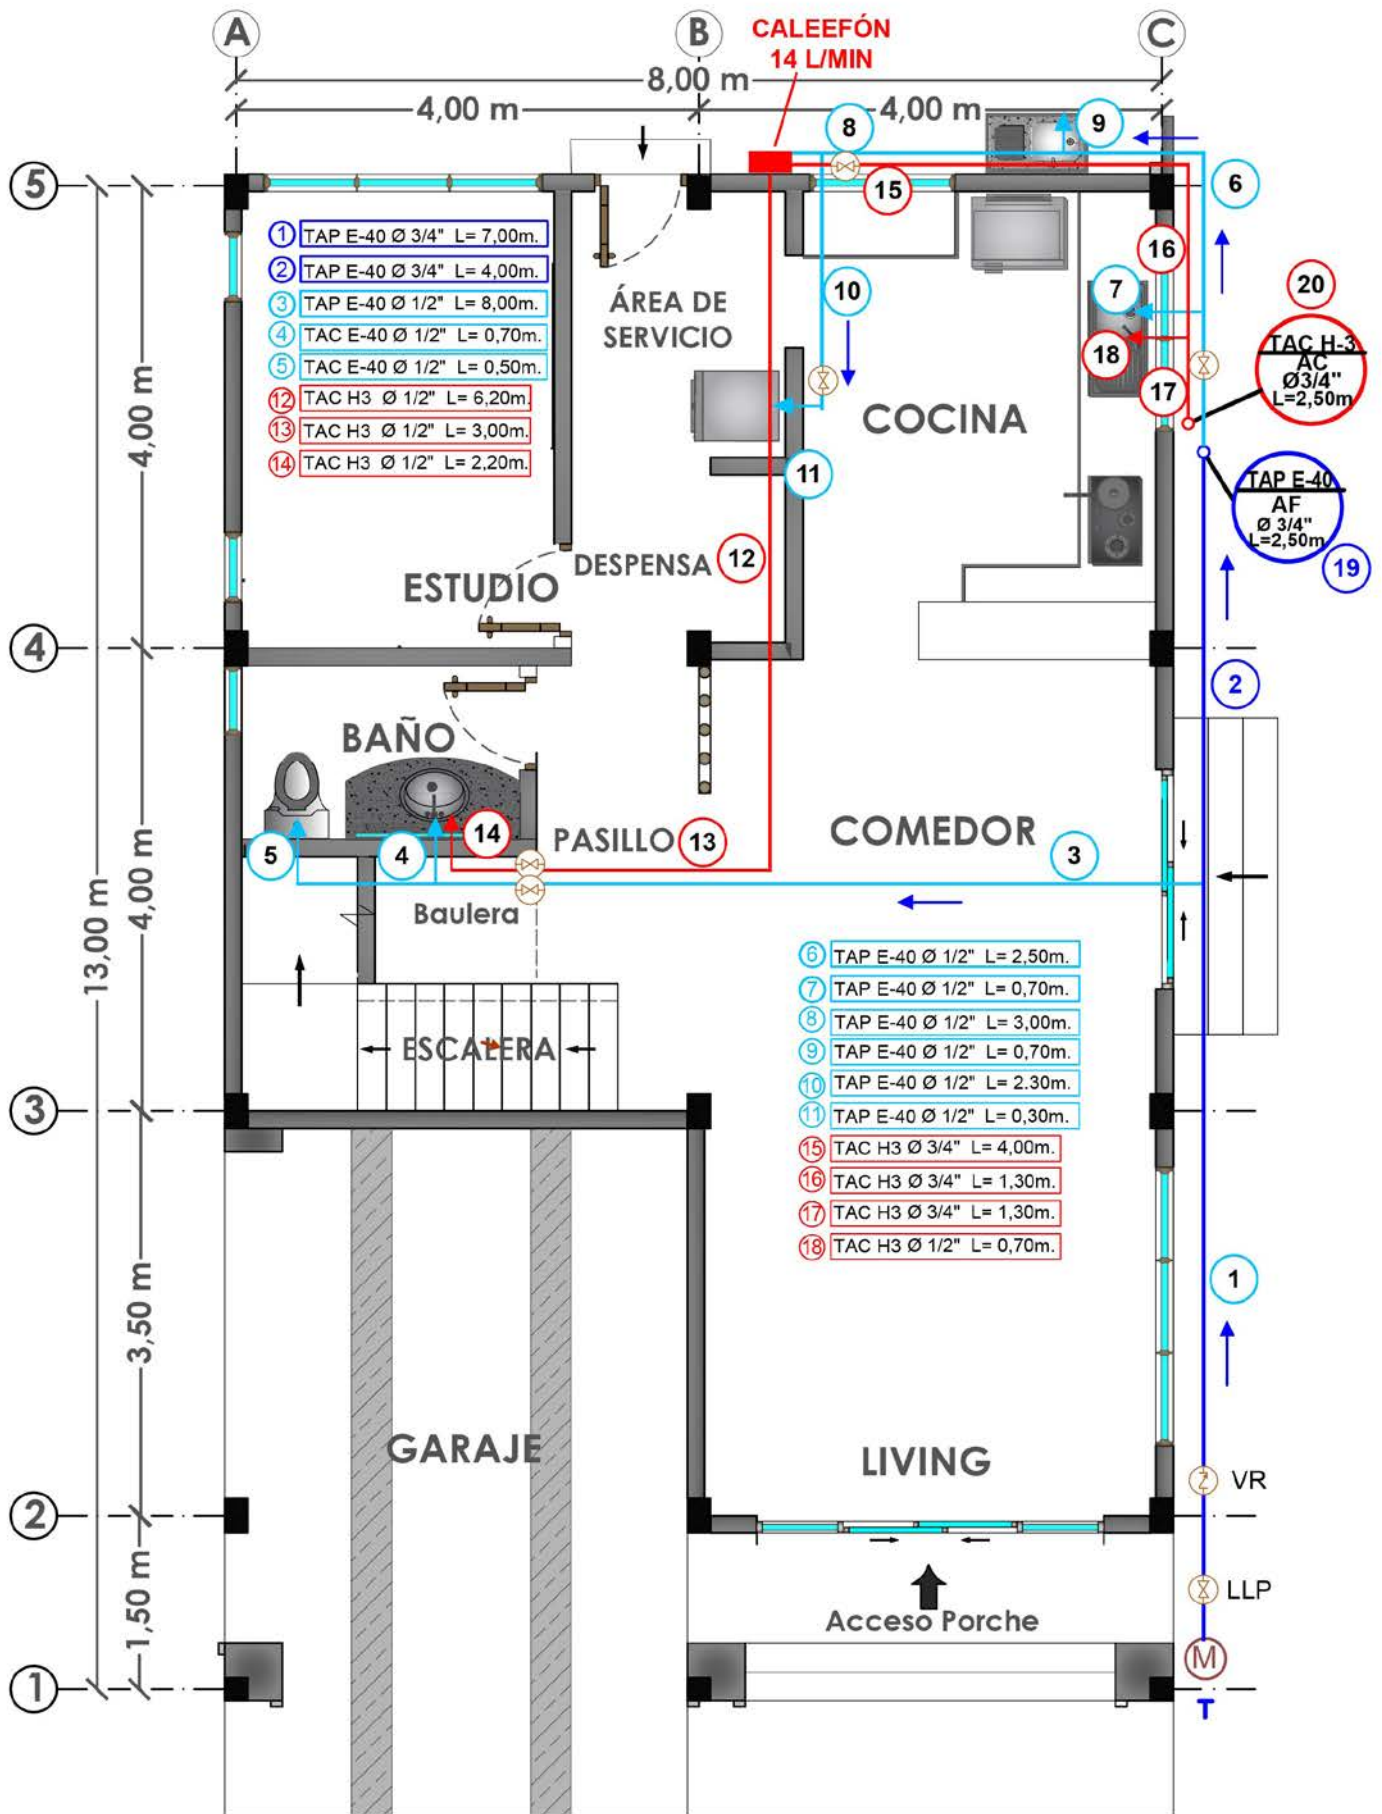 A
B
C
CALEEFÓN
14 L/MIN
8,00 m
4,00 m
4,00 m
8
9
5
6
15
16
① TAP E-40 Ø 3/4" L= 7,00m.
② TAP E-40 Ø 3/4" L= 4,00m.
③ TAP E-40 Ø 1/2" L= 8,00m.
④ TAC E-40 Ø 1/2" L= 0,70m.
⑤ TAC E-40 Ø 1/2" L= 0,50m.
⑫ TAC H3 Ø 1/2" L= 6,20m.
⑬ TAC H3 Ø 1/2" L= 3,00m.
⑭ TAC H3 Ø 1/2" L= 2,20m.
ÁREA DE
SERVICIO
10
7
18
17
20
TAC H-3
AC
Ø3/4"
L=2,50m
COCINA
4,00 m
11
TAP E-40
AF
Ø 3/4"
L=2,50m
19
DESPENSA
12
ESTUDIO
4
2
BAÑO
5
4
14
PASILLO
13
COMEDOR
3
4,00 m
13,00 m
Baulera
⑥ TAP E-40 Ø 1/2" L= 2,50m.
⑦ TAP E-40 Ø 1/2" L= 0,70m.
⑧ TAP E-40 Ø 1/2" L= 3,00m.
⑨ TAP E-40 Ø 1/2" L= 0,70m.
⑩ TAP E-40 Ø 1/2" L= 2.30m.
⑪ TAP E-40 Ø 1/2" L= 0,30m.
⑮ TAC H3 Ø 3/4" L= 4,00m.
⑯ TAC H3 Ø 3/4" L= 1,30m.
⑰ TAC H3 Ø 3/4" L= 1,30m.
⑱ TAC H3 Ø 1/2" L= 0,70m.
ESCALERA
3
1
3,50 m
GARAJE
LIVING
VR
2
LLP
1,50 m
Acceso Porche
M
1
T